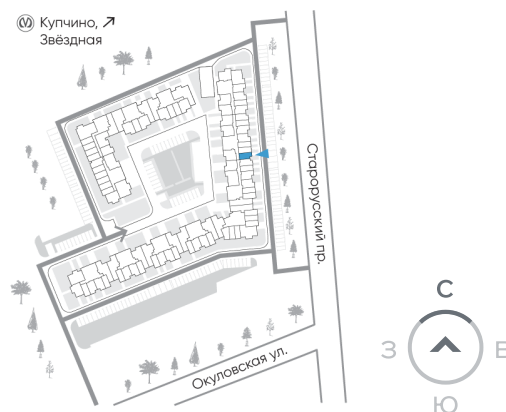 Купчино, ↗
Звёздная
Старорусский пр.
Окуловская ул.
С
З
В
Ю